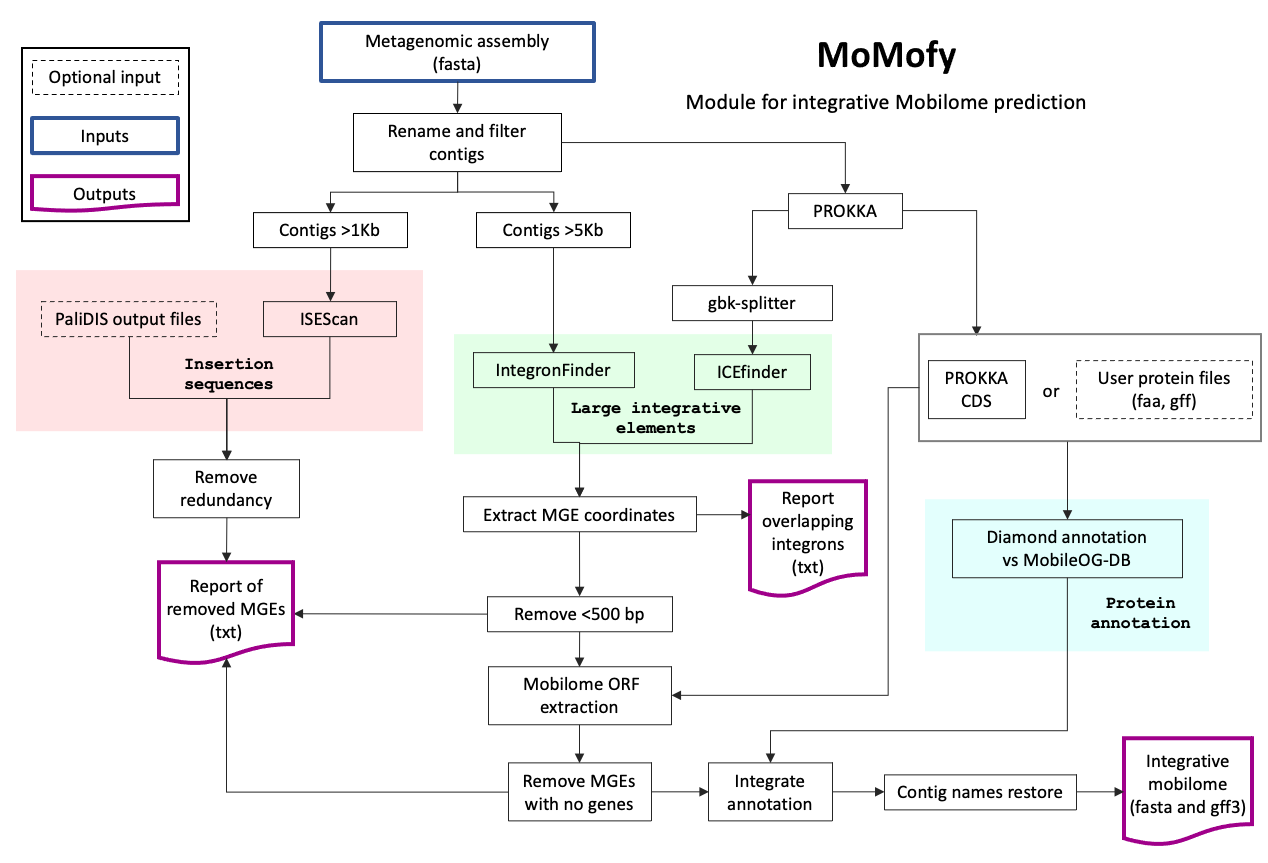 MoMofy
Module for integrative Mobilome prediction
Optional input
Inputs
Outputs
Metagenomic assembly
(fasta)
Rename and filter
contigs
Contigs >1Kb
Contigs >5Kb
PROKKA
gbk-splitter
PaliDIS output files
ISEScan
Insertion
sequences
IntegronFinder
ICEfinder
Large integrative
elements
PROKKA
CDS
or
User protein files
(faa, gff)
Remove
redundancy
Extract MGE coordinates
Report
overlapping
integrons
(txt)
Diamond annotation
vs MobileOG-DB
Protein
annotation
Report of
removed MGEs
(txt)
Remove <500 bp
Mobilome ORF
extraction
Remove MGEs
with no genes
Integrate
annotation
Contig names restore
Integrative
mobilome
(fasta and gff3)